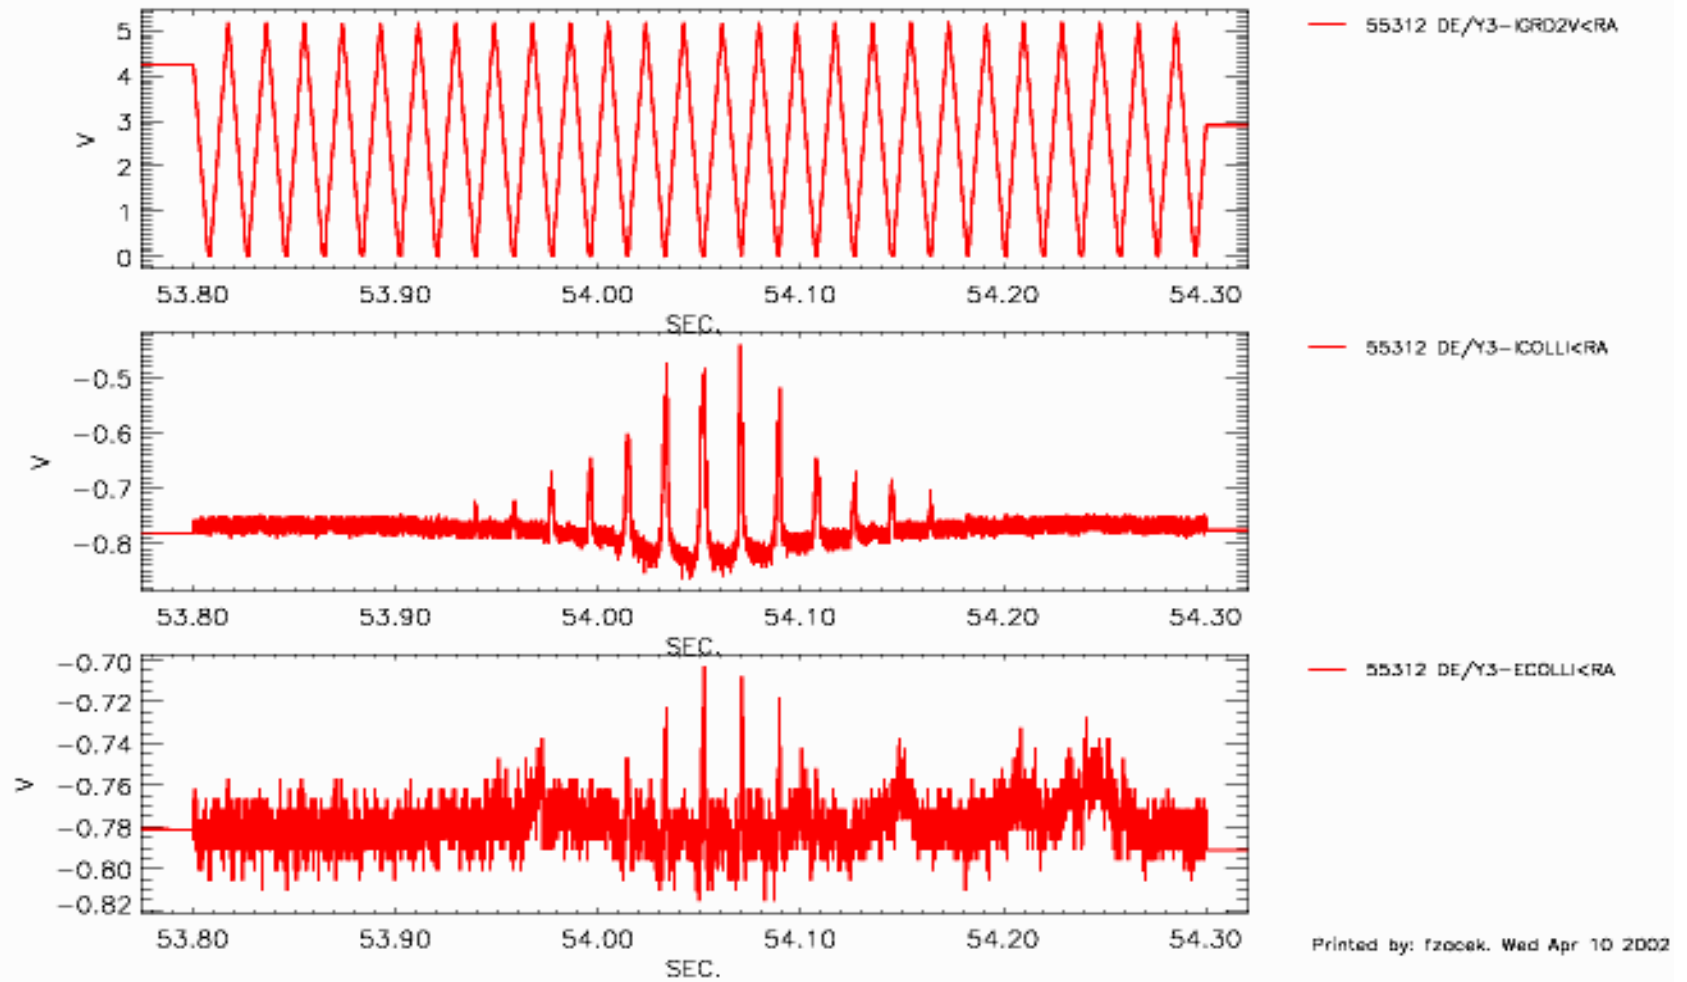 5
4
3
2
1
0
V
53.80 53.90 54.00 54.10 54.20 54.30
SEC.
55312 DE/Y3-IGRD2V<RA
-0.5
-0.6
-0.7
-0.8
V
53.80 53.90 54.00 54.10 54.20 54.30
SEC.
55312 DE/Y3-ICOLLI<RA
-0.70
-0.72
-0.74
-0.76
-0.78
-0.80
-0.82
V
53.80 53.90 54.00 54.10 54.20 54.30
SEC.
55312 DE/Y3-ECOLLI<RA
Printed by: fzacek. Wed Apr 10 2002